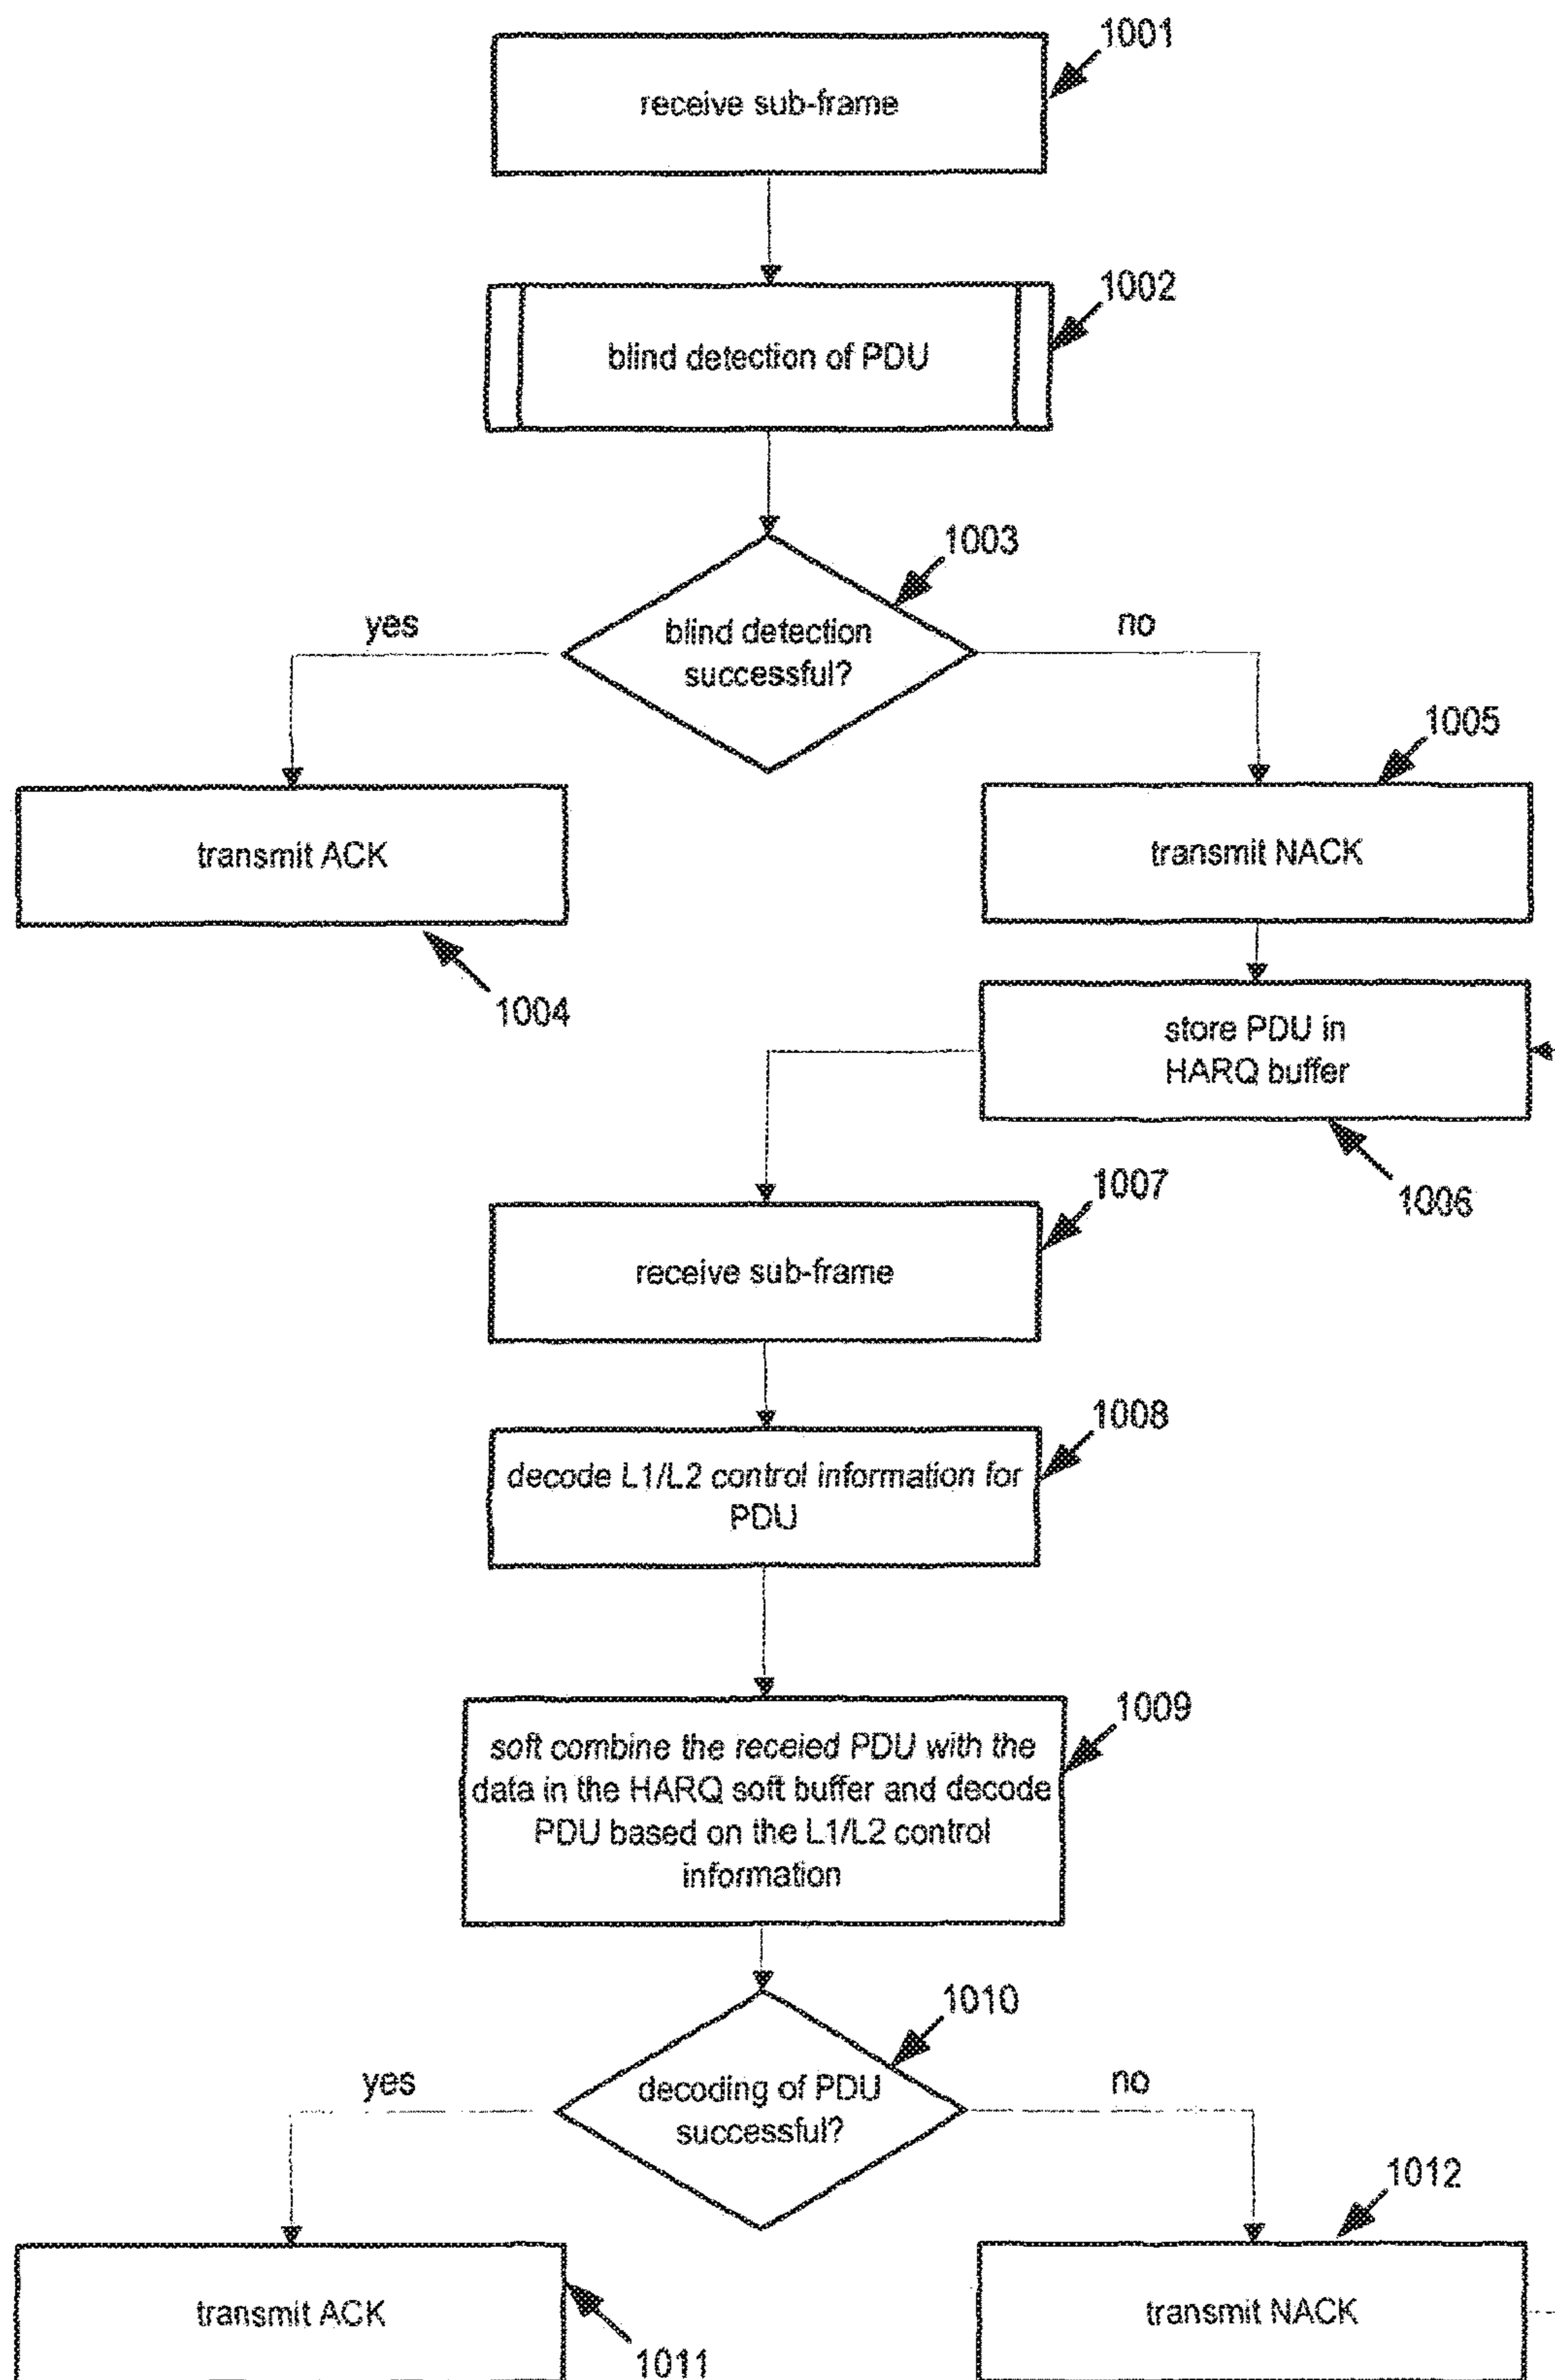 1001
receive sub-frame
1002
blind detection of PDU
1003
yes
blind detection
successful?
no
1005
transmit ACK
transmit NACK
1004
store PDU in
HARQ buffer
1006
1007
receive sub-frame
1008
decode L1/L2 control information for
PDU
1009
soft combine the receied PDU with the
data in the HARQ soft buffer and decode
PDU based on the L1/L2 control
information
1010
yes
decoding of PDU
successful?
no
1012
transmit ACK
transmit NACK
1011